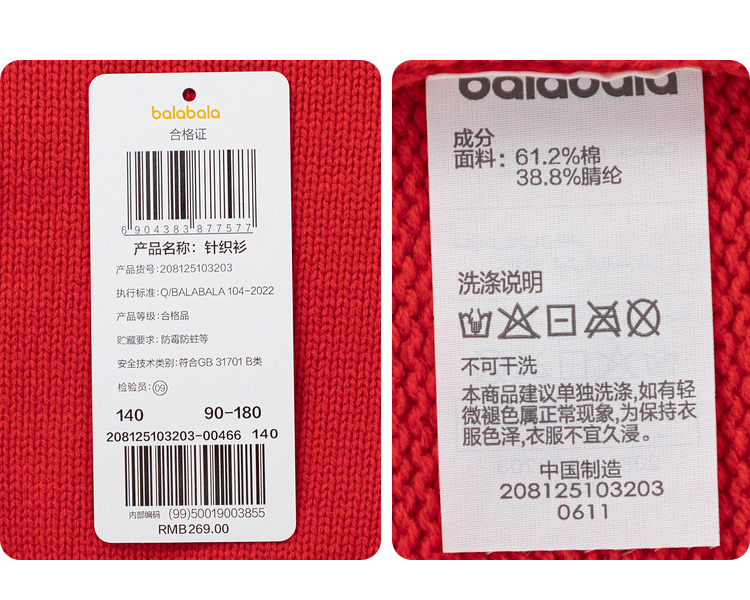 balabala
合格证
6 904383 877577
产品名称：针织衫
产品货号：208125103203
执行标准：Q/BALABALA 104-2022
产品等级：合格品
贮藏要求：防霉防蛀等
安全技术类别：符合GB 31701 B类
检验员：09
140 90-180
208125103203-00466 140
内部编码 (99)50019003855
RMB269.00
balabala
成分
面料：61.2%棉
38.8%腈纶
洗涤说明
不可干洗
本商品建议单独洗涤,如有轻
微褪色属正常现象,为保持衣
服色泽,衣服不宜久浸。
中国制造
208125103203
0611